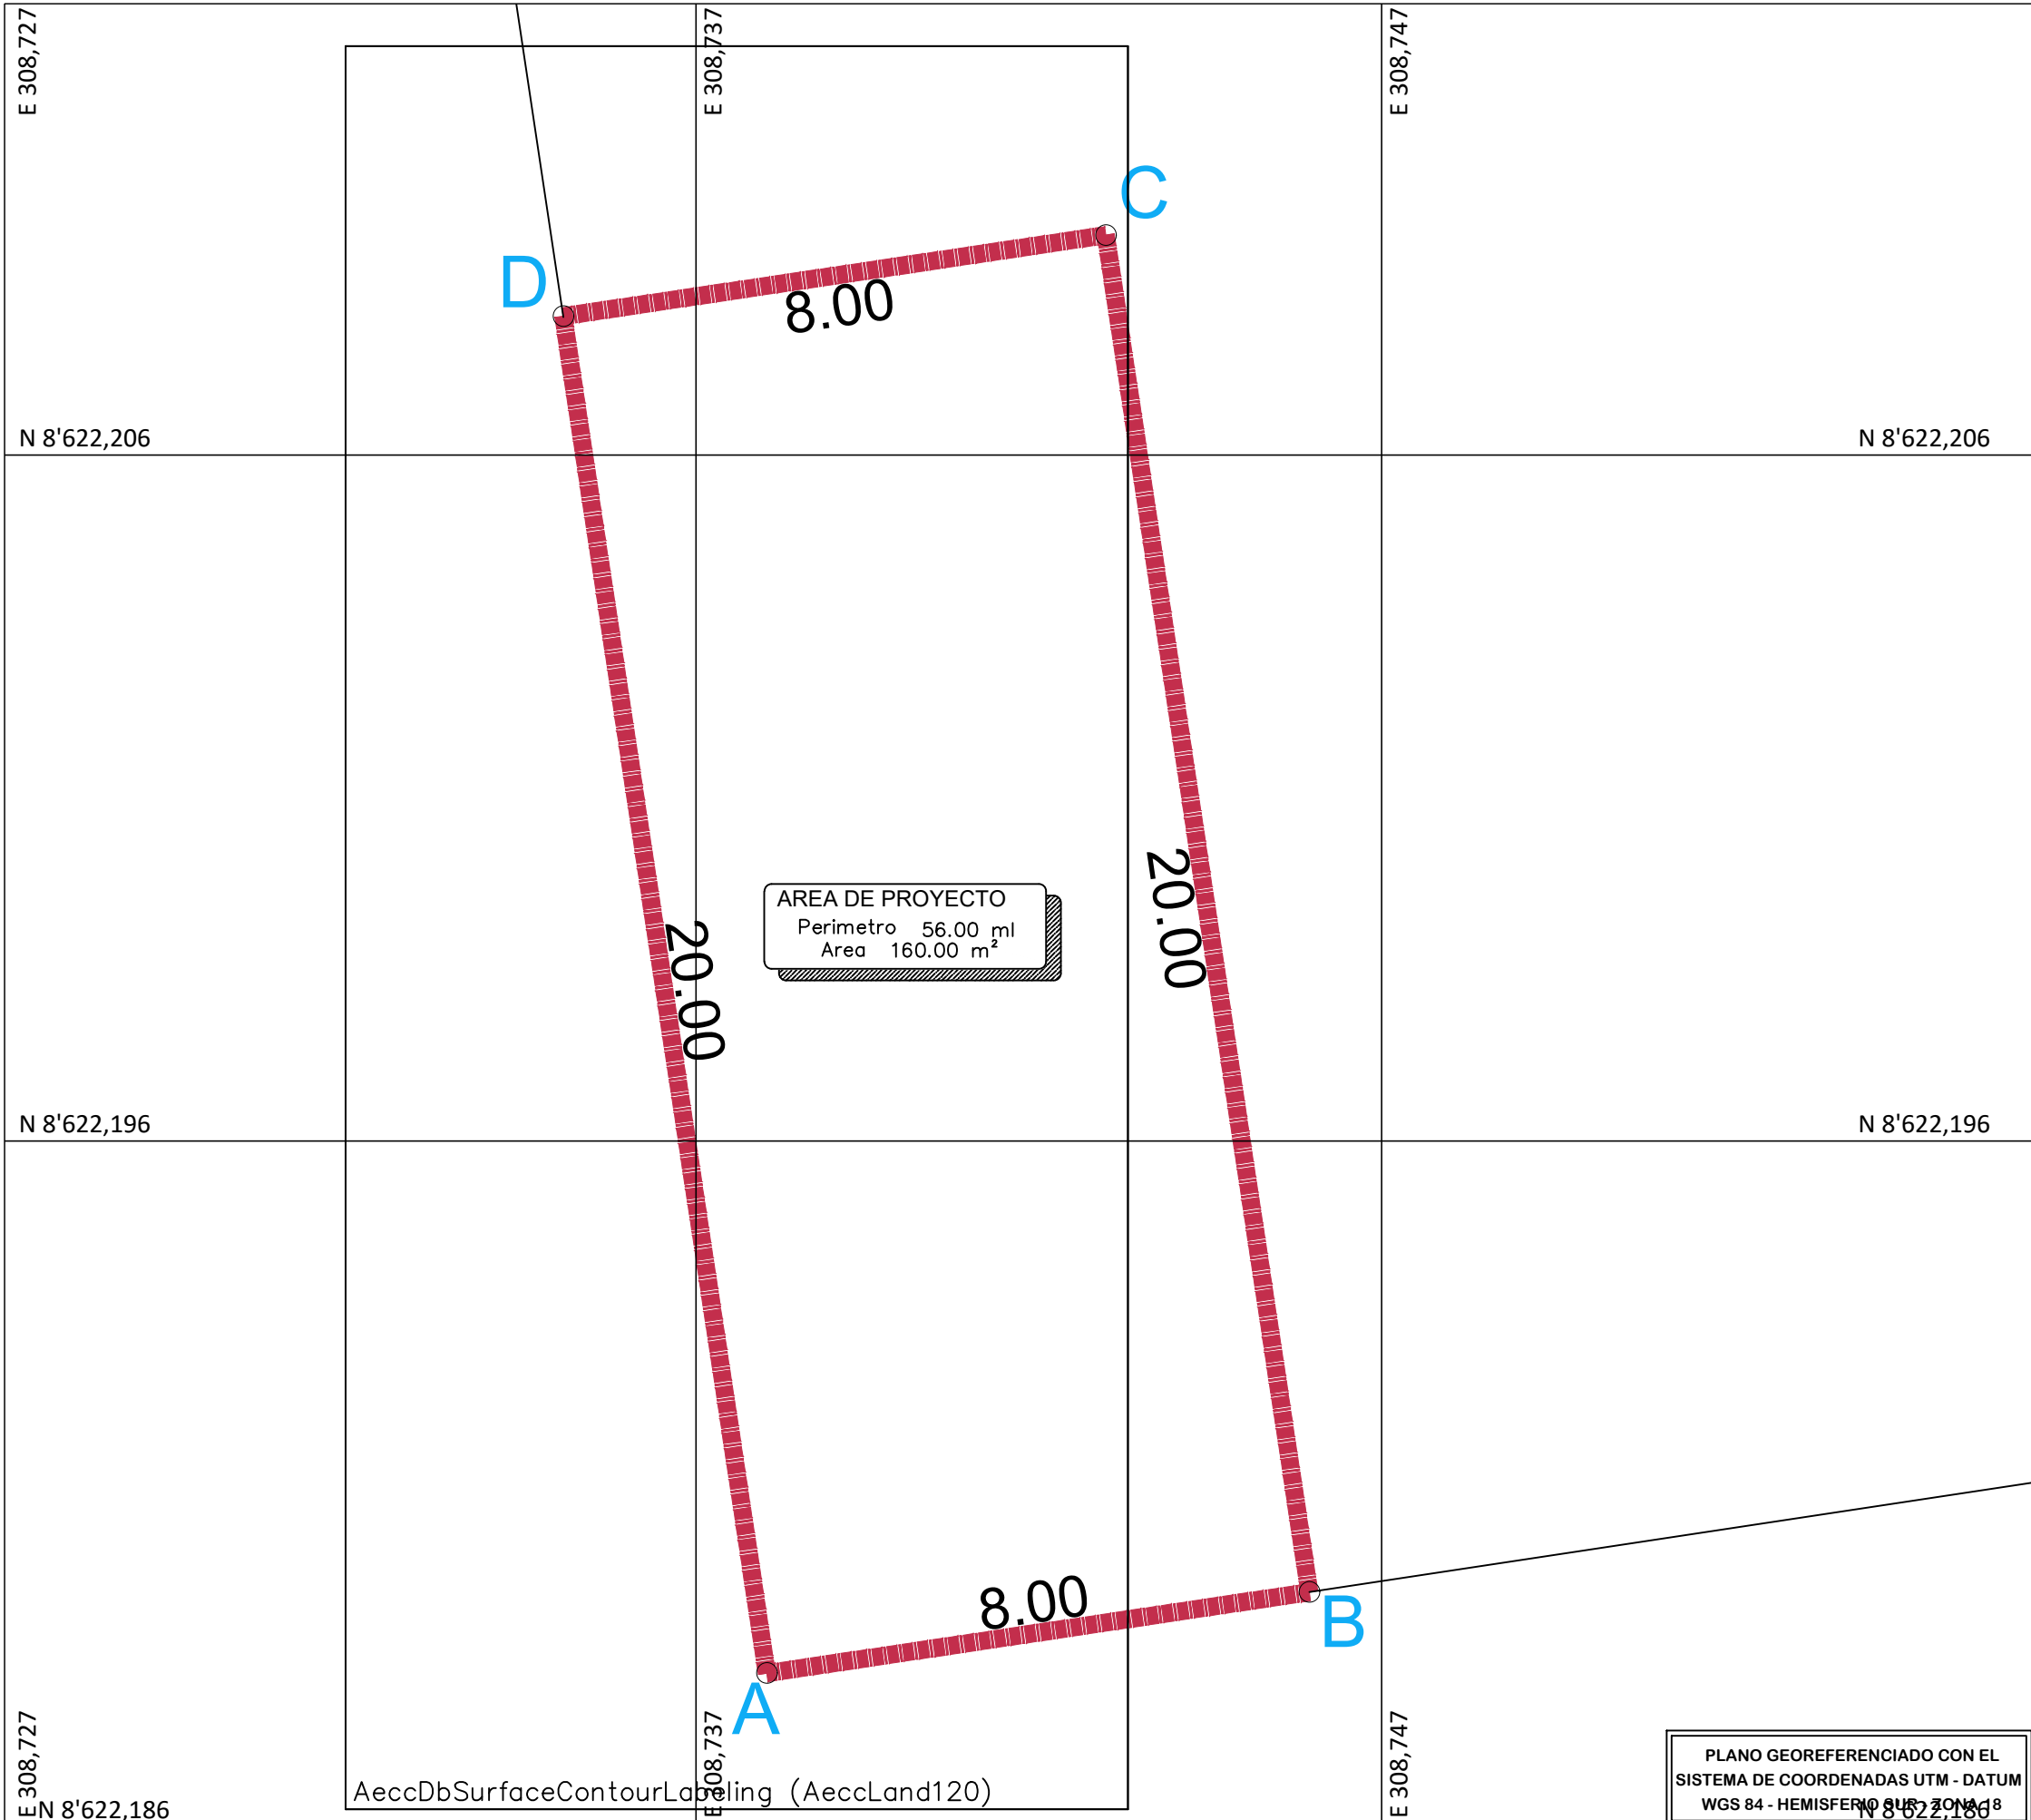 E 308,727
E 308,737
E 308,747
C
D
8.00
N 8'622,206
N 8'622,206
20.00
AREA DE PROYECTO
Perimetro 56.00 ml
Area 160.00 m²
20.00
N 8'622,196
N 8'622,196
8.00
B
A
E 308,727
E 308,737
E 308,747
PLANO GEOREFERENCIADO CON EL
SISTEMA DE COORDENADAS UTM - DATUM
WGS 84 - HEMISFERIO SUR - ZONA 18
AeccDbSurfaceContourLabeling (AeccLand120)
N 8'622,186
N 8'622,186